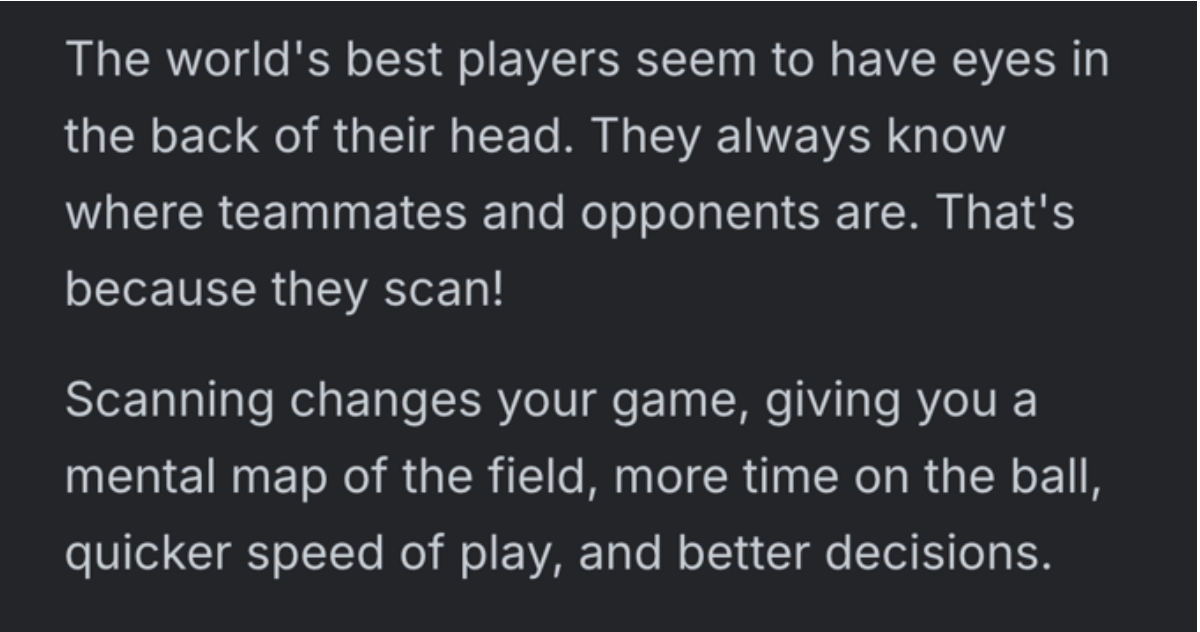 The world's best players seem to have eyes in
the back of their head. They always know
where teammates and opponents are. That's
because they scan!
Scanning changes your game, giving you a
mental map of the field, more time on the ball,
quicker speed of play, and better decisions.